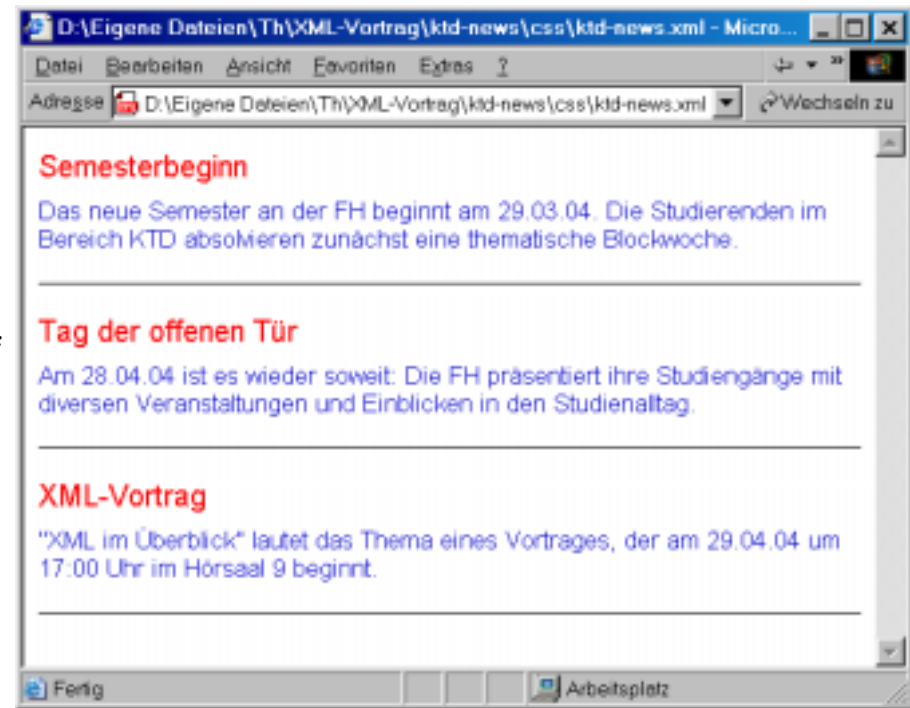 D:\Eigene Dateien\Th\XML-Vortrag\ktd-news\css\ktd-news.xml - Micro...
Datei Bearbeiten Ansicht Favoriten Extras ?
Adresse D:\Eigene Dateien\Th\XML-Vortrag\ktd-news\css\ktd-news.xml Wechseln zu
Semesterbeginn
Das neue Semester an der FH beginnt am 29.03.04. Die Studierenden im
Bereich KTD absolvieren zunächst eine thematische Blockwoche.
Tag der offenen Tür
Am 28.04.04 ist es wieder soweit: Die FH präsentiert ihre Studiengänge mit
diversen Veranstaltungen und Einblicken in den Studienalltag.
XML-Vortrag
"XML im Überblick" lautet das Thema eines Vortrages, der am 29.04.04 um
17:00 Uhr im Hörsaal 9 beginnt.
Fertig Arbeitsplatz